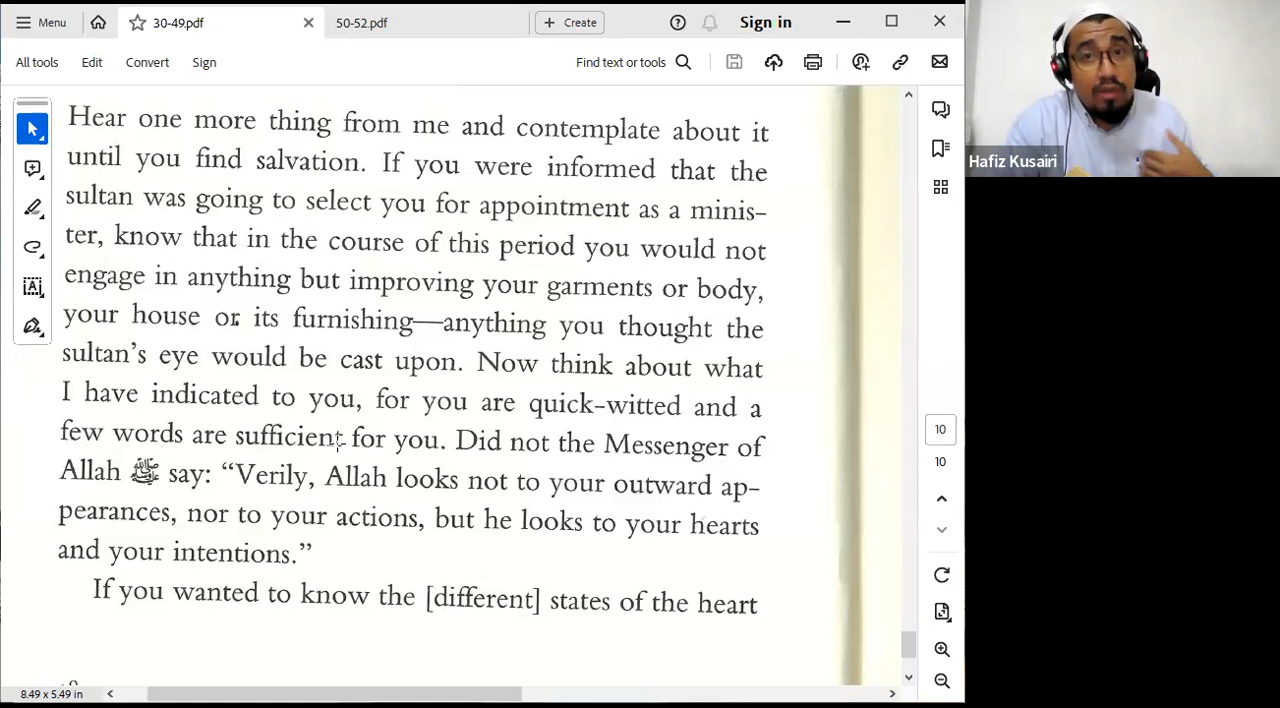 Menu
30-49.pdf
50-52.pdf
Create
Sign in
All tools
Edit
Convert
Sign
Find text or tools
Hear one more thing from me and contemplate about it
until you find salvation. If you were informed that the
sultan was going to select you for appointment as a minis-
ter, know that in the course of this period you would not
engage in anything but improving your garments or body,
your house or its furnishing—anything you thought the
sultan's eye would be cast upon. Now think about what
I have indicated to you, for you are quick-witted and a
few words are sufficient for you. Did not the Messenger of
Allah ﷺ say: “Verily, Allah looks not to your outward ap-
pearances, nor to your actions, but he looks to your hearts
and your intentions.”
If you wanted to know the [different] states of the heart
8.49 x 5.49 in
10
10
Hafiz Kusairi